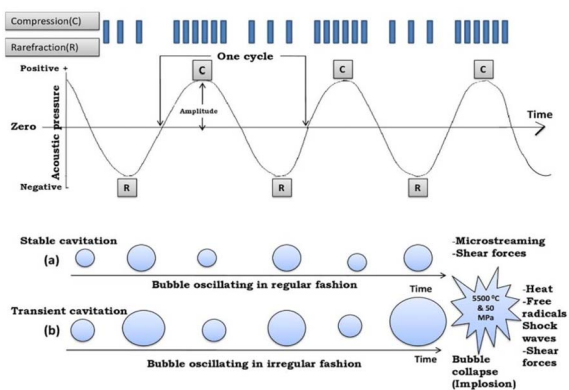 Compression(C)
Rarefraction(R)
Positive +
One cycle
C
C
C
Amplitude
Acoustic pressure
Zero
Time
Negative -
R
R
R
Stable cavitation
(a)
Bubble oscillating in regular fashion
Time
-Microstreaming
-Shear forces
Transient cavitation
(b)
Bubble oscillating in irregular fashion
Time
5500 ⁰C
& 50
MPa
Bubble
collapse
(Implosion)
-Heat
-Free
radicals
Shock
waves
-Shear
forces